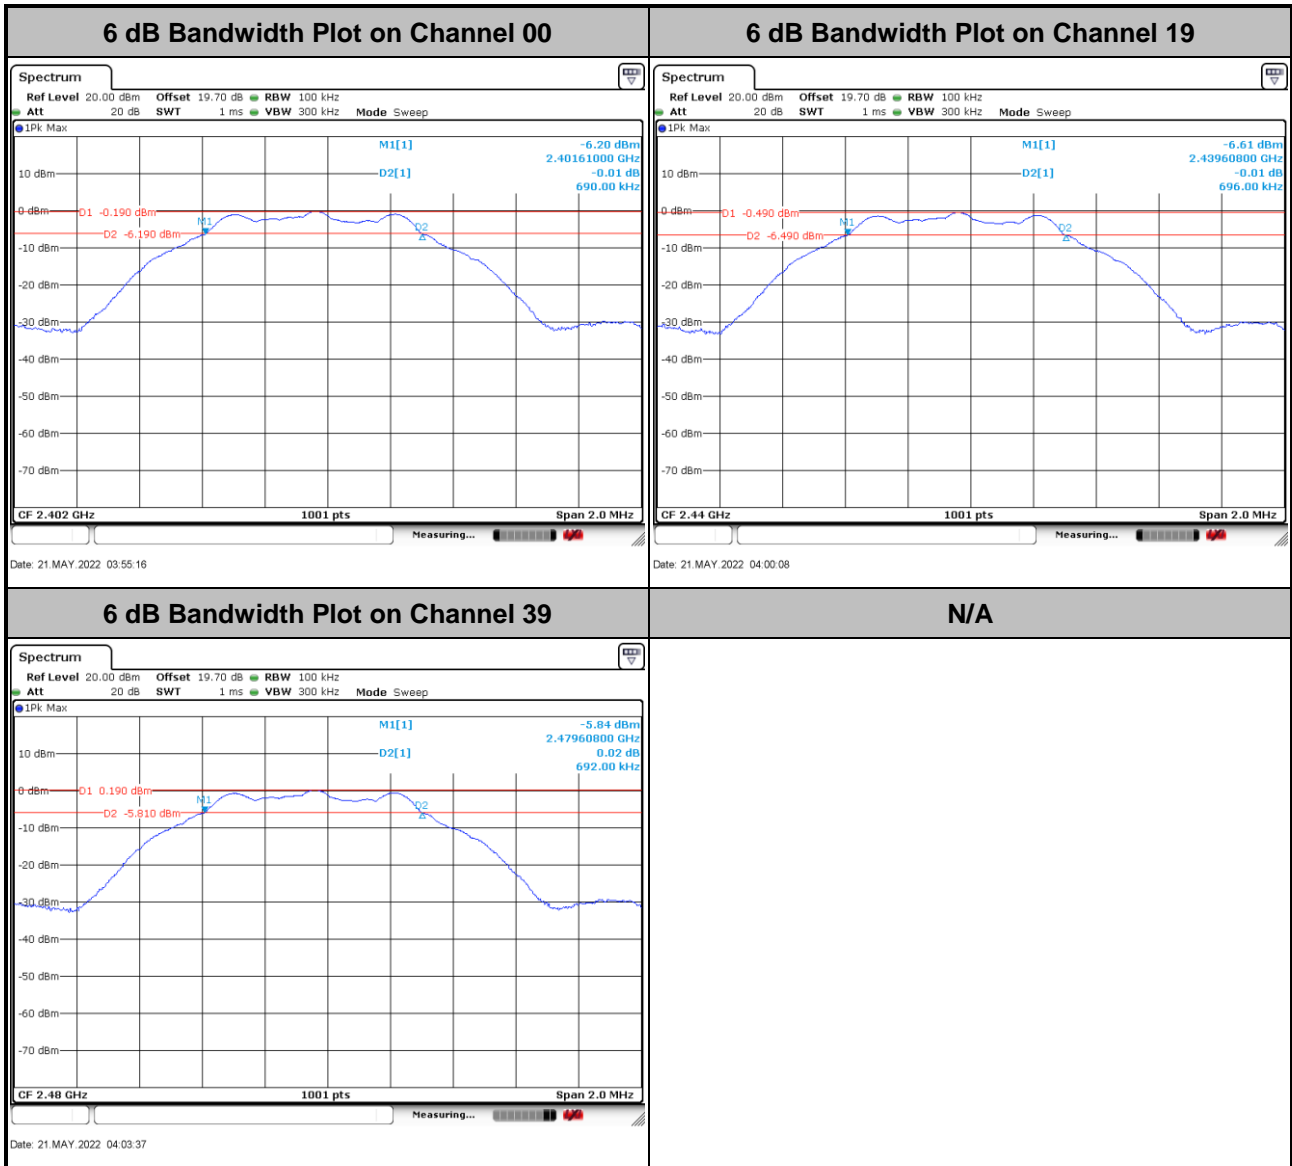 6 dB Bandwidth Plot on Channel 00
Spectrum
Ref Level 20.00 dBm Offset 19.70 dB RBW 100 kHz
Att 20 dB SWT 1 ms VBW 300 kHz Mode Sweep
1Pk Max
M1[1] -6.20 dBm
2.40161000 GHz
10 dBm
D2[1] -0.01 dB
690.00 kHz
0 dBm
D1 -0.190 dBm
M1
D2
D2 -6.190 dBm
-10 dBm
-20 dBm
-30 dBm
-40 dBm
-50 dBm
-60 dBm
-70 dBm
CF 2.402 GHz 1001 pts Span 2.0 MHz
Measuring...
Date: 21.MAY.2022 03:55:16
6 dB Bandwidth Plot on Channel 19
Spectrum
Ref Level 20.00 dBm Offset 19.70 dB RBW 100 kHz
Att 20 dB SWT 1 ms VBW 300 kHz Mode Sweep
1Pk Max
M1[1] -6.61 dBm
2.43960800 GHz
10 dBm
D2[1] -0.01 dB
696.00 kHz
0 dBm
D1 -0.490 dBm
M1
D2
D2 -6.490 dBm
-10 dBm
-20 dBm
-30 dBm
-40 dBm
-50 dBm
-60 dBm
-70 dBm
CF 2.44 GHz 1001 pts Span 2.0 MHz
Measuring...
Date: 21.MAY.2022 04:00:08
6 dB Bandwidth Plot on Channel 39
Spectrum
Ref Level 20.00 dBm Offset 19.70 dB RBW 100 kHz
Att 20 dB SWT 1 ms VBW 300 kHz Mode Sweep
1Pk Max
M1[1] -5.84 dBm
2.47960800 GHz
10 dBm
D2[1] 0.02 dB
692.00 kHz
0 dBm
D1 0.190 dBm
M1
D2
D2 -5.810 dBm
-10 dBm
-20 dBm
-30 dBm
-40 dBm
-50 dBm
-60 dBm
-70 dBm
CF 2.48 GHz 1001 pts Span 2.0 MHz
Measuring...
Date: 21.MAY.2022 04:03:37
N/A